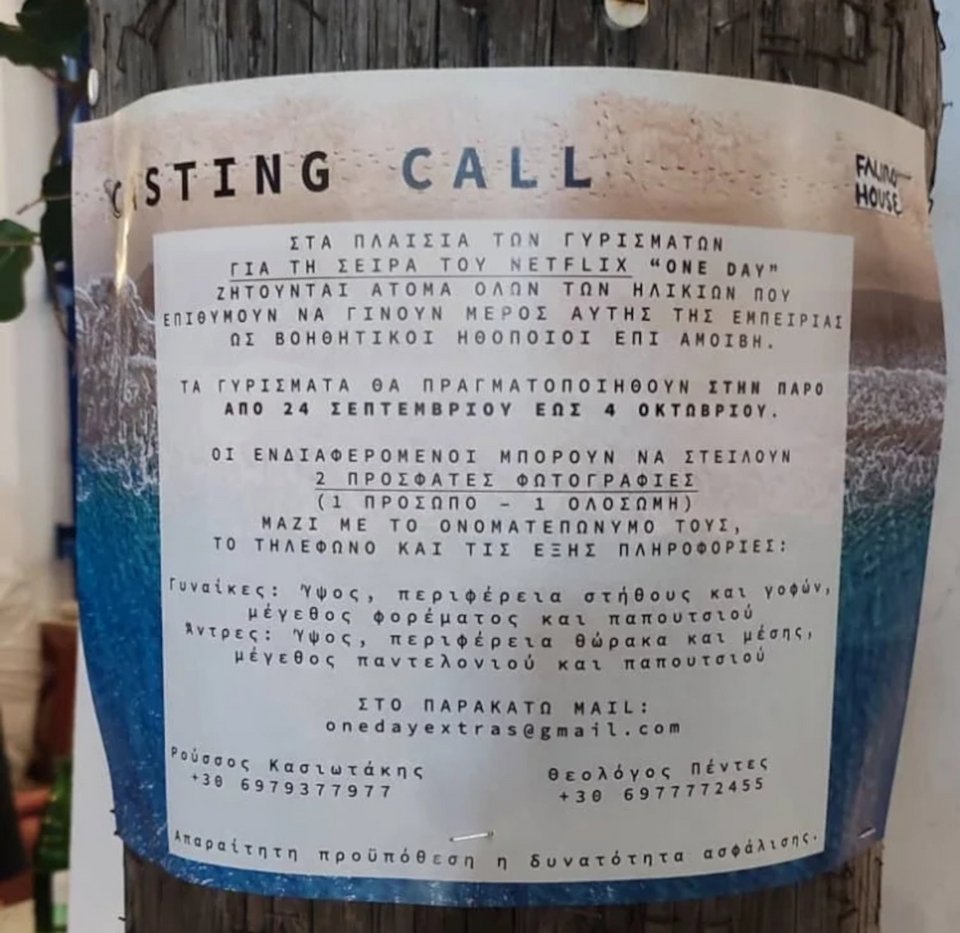 CASTING CALL
FALIRO
HOUSE
ΣΤΑ ΠΛΑΙΣΙΑ ΤΩΝ ΓΥΡΙΣΜΑΤΩΝ
ΓΙΑ ΤΗ ΣΕΙΡΑ ΤΟΥ NETFLIX “ONE DAY”
ΖΗΤΟΥΝΤΑΙ ΑΤΟΜΑ ΟΛΩΝ ΤΩΝ ΗΛΙΚΙΩΝ ΠΟΥ
ΕΠΙΘΥΜΟΥΝ ΝΑ ΓΙΝΟΥΝ ΜΕΡΟΣ ΑΥΤΗΣ ΤΗΣ ΕΜΠΕΙΡΙΑΣ
ΩΣ ΒΟΗΘΗΤΙΚΟΙ ΗΘΟΠΟΙΟΙ ΕΠΙ ΑΜΟΙΒΗ.
ΤΑ ΓΥΡΙΣΜΑΤΑ ΘΑ ΠΡΑΓΜΑΤΟΠΟΙΗΘΟΥΝ ΣΤΗΝ ΠΑΡΟ
ΑΠΟ 24 ΣΕΠΤΕΜΒΡΙΟΥ ΕΩΣ 4 ΟΚΤΩΒΡΙΟΥ.
ΟΙ ΕΝΔΙΑΦΕΡΟΜΕΝΟΙ ΜΠΟΡΟΥΝ ΝΑ ΣΤΕΙΛΟΥΝ
2 ΠΡΟΣΦΑΤΕΣ ΦΩΤΟΓΡΑΦΙΕΣ
(1 ΠΡΟΣΩΠΟ – 1 ΟΛΟΣΩΜΗ)
ΜΑΖΙ ΜΕ ΤΟ ΟΝΟΜΑΤΕΠΩΝΥΜΟ ΤΟΥΣ,
ΤΟ ΤΗΛΕΦΩΝΟ ΚΑΙ ΤΙΣ ΕΞΗΣ ΠΛΗΡΟΦΟΡΙΕΣ:
Γυναίκες: Ύψος, περιφέρεια στήθους και γοφών,
μέγεθος φορέματος και παπουτσιού
Άντρες: Ύψος, περιφέρεια θώρακα και μέσης,
μέγεθος παντελονιού και παπουτσιού
ΣΤΟ ΠΑΡΑΚΑΤΩ MAIL:
onedayextras@gmail.com
Ρούσσος Κασιωτάκης
+30 6979377977
Θεολόγος Πέντες
+30 6977772455
Απαραίτητη προϋπόθεση η δυνατότητα ασφάλισης.